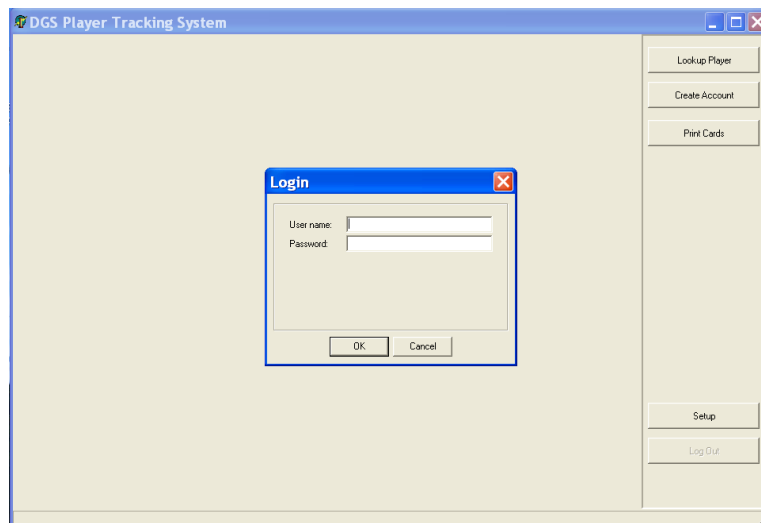 DGS Player Tracking System
Lookup Player
Create Account
Print Cards
Login
User name:
Password:
OK
Cancel
Setup
Log Out